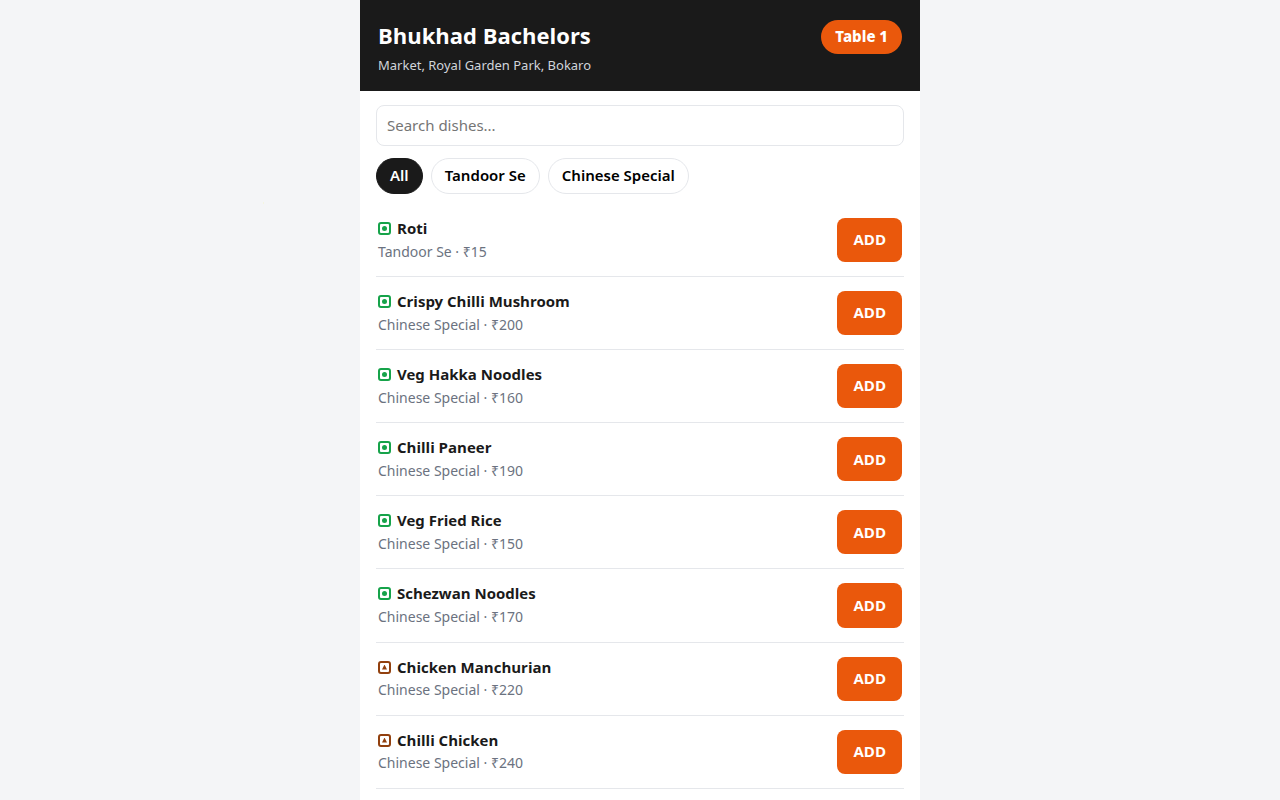 Bhukhad Bachelors
Table 1
Market, Royal Garden Park, Bokaro
Search dishes...
All
Tandoor Se
Chinese Special
Roti
Tandoor Se · ₹15
ADD
Crispy Chilli Mushroom
Chinese Special · ₹200
ADD
Veg Hakka Noodles
Chinese Special · ₹160
ADD
Chilli Paneer
Chinese Special · ₹190
ADD
Veg Fried Rice
Chinese Special · ₹150
ADD
Schezwan Noodles
Chinese Special · ₹170
ADD
Chicken Manchurian
Chinese Special · ₹220
ADD
Chilli Chicken
Chinese Special · ₹240
ADD